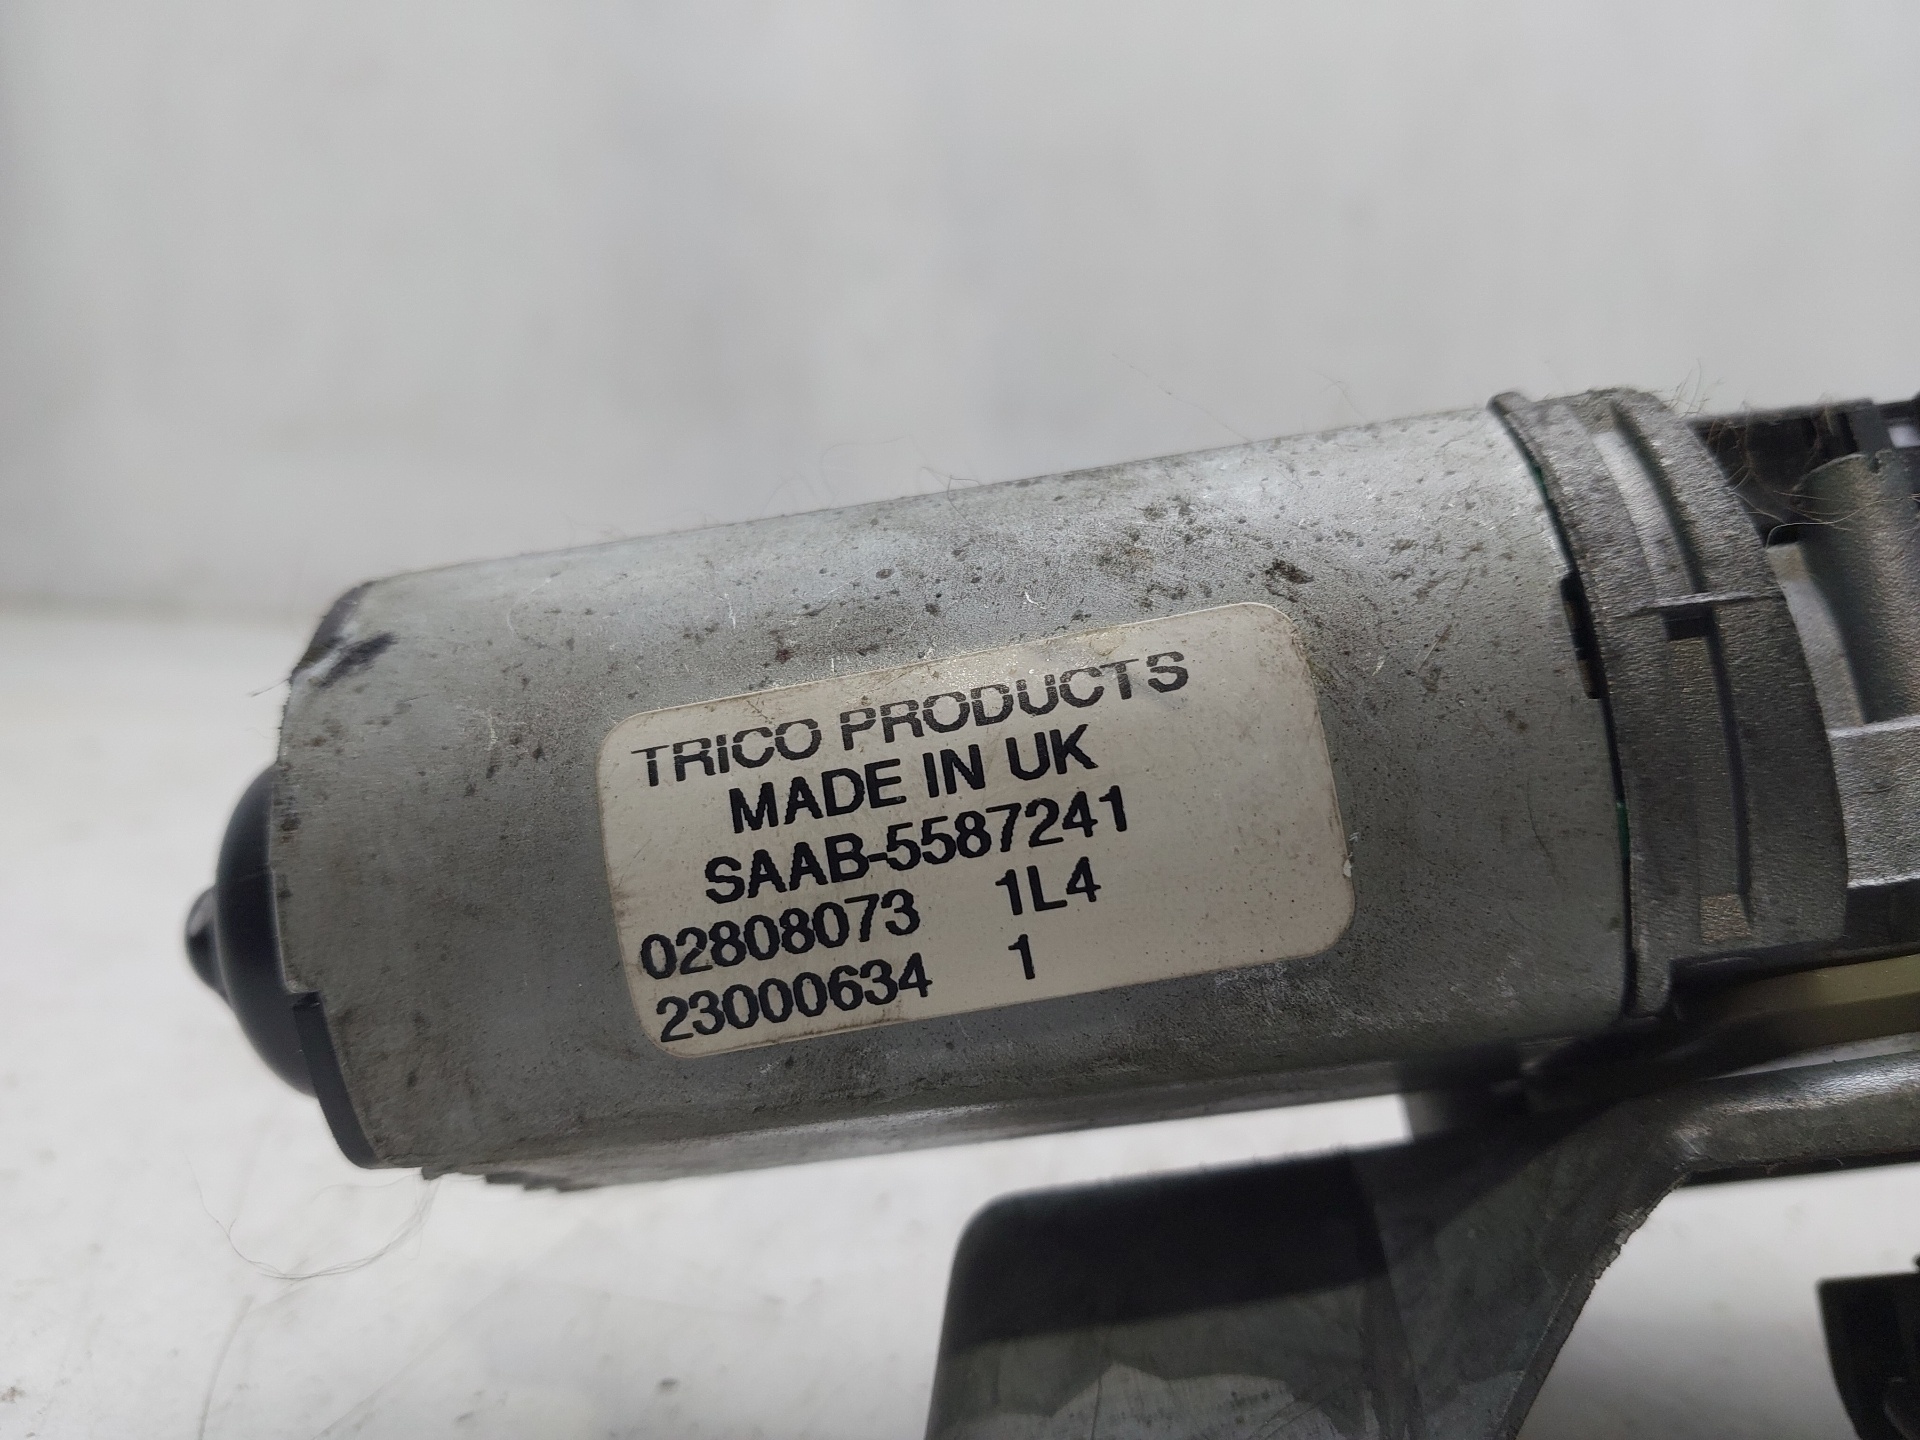 TRICO PRODUCTS
MADE IN UK
SAAB-5587241
02808073 1L4
23000634 1